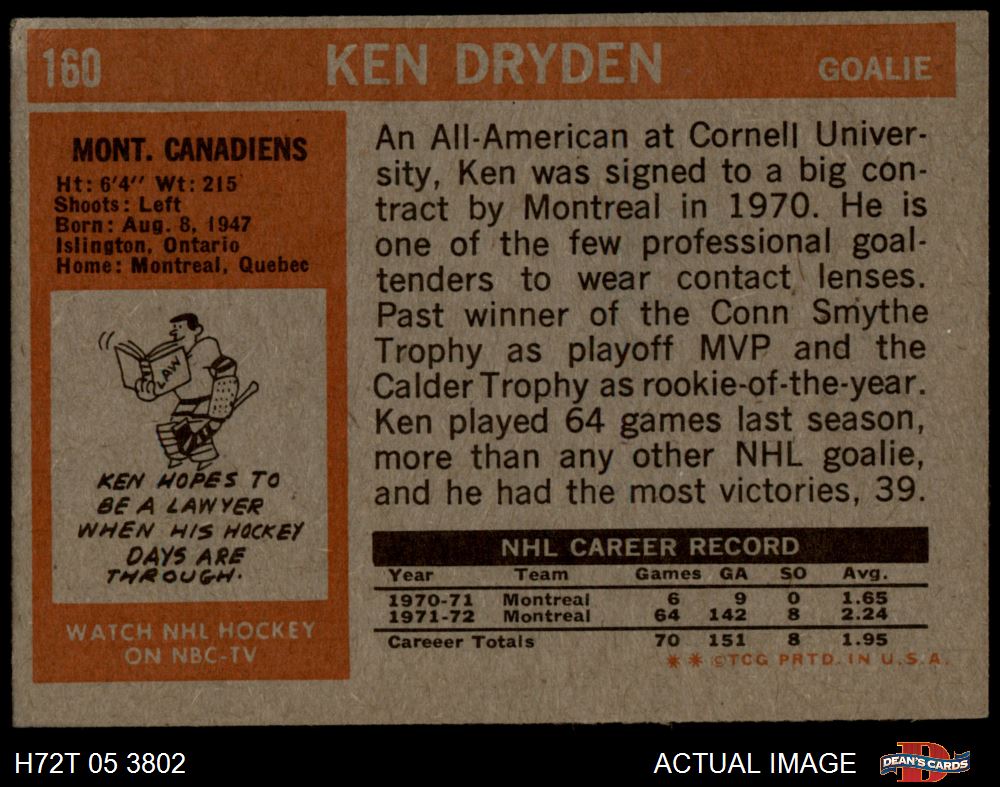 160 KEN DRYDEN GOALIE
MONT. CANADIENS
Ht: 6'4" Wt: 215
Shoots: Left
Born: Aug. 8, 1947
Islington, Ontario
Home: Montreal, Quebec
LAW
KEN HOPES TO
BE A LAWYER
WHEN HIS HOCKEY
DAYS ARE
THROUGH.
WATCH NHL HOCKEY
ON NBC-TV
An All-American at Cornell Univer-
sity, Ken was signed to a big con-
tract by Montreal in 1970. He is
one of the few professional goal-
tenders to wear contact lenses.
Past winner of the Conn Smythe
Trophy as playoff MVP and the
Calder Trophy as rookie-of-the-year.
Ken played 64 games last season,
more than any other NHL goalie,
and he had the most victories, 39.
NHL CAREER RECORD
Year Team Games GA SO Avg.
1970-71 Montreal 6 9 0 1.65
1971-72 Montreal 64 142 8 2.24
Careeer Totals 70 151 8 1.95
* * ©TCG PRTD. IN U.S.A.
H72T 05 3802 ACTUAL IMAGE DEAN'S CARDS